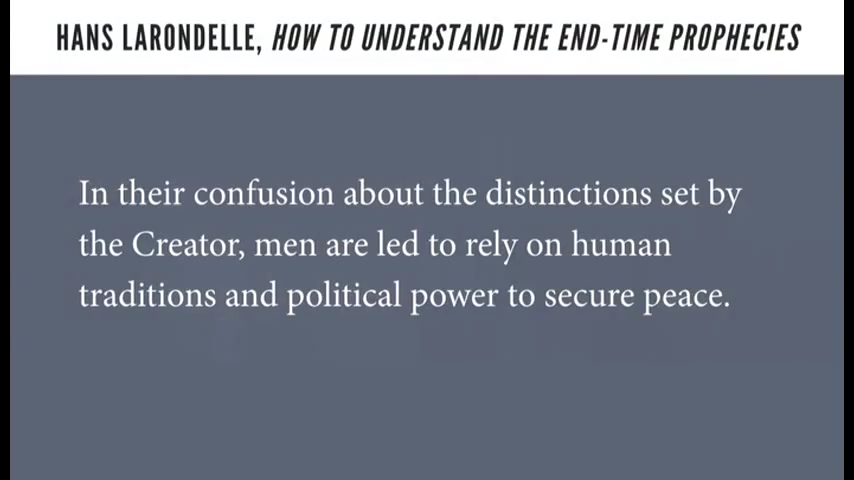 HANS LARONDELLE, HOW TO UNDERSTAND THE END-TIME PROPHECIES
In their confusion about the distinctions set by
the Creator, men are led to rely on human
traditions and political power to secure peace.